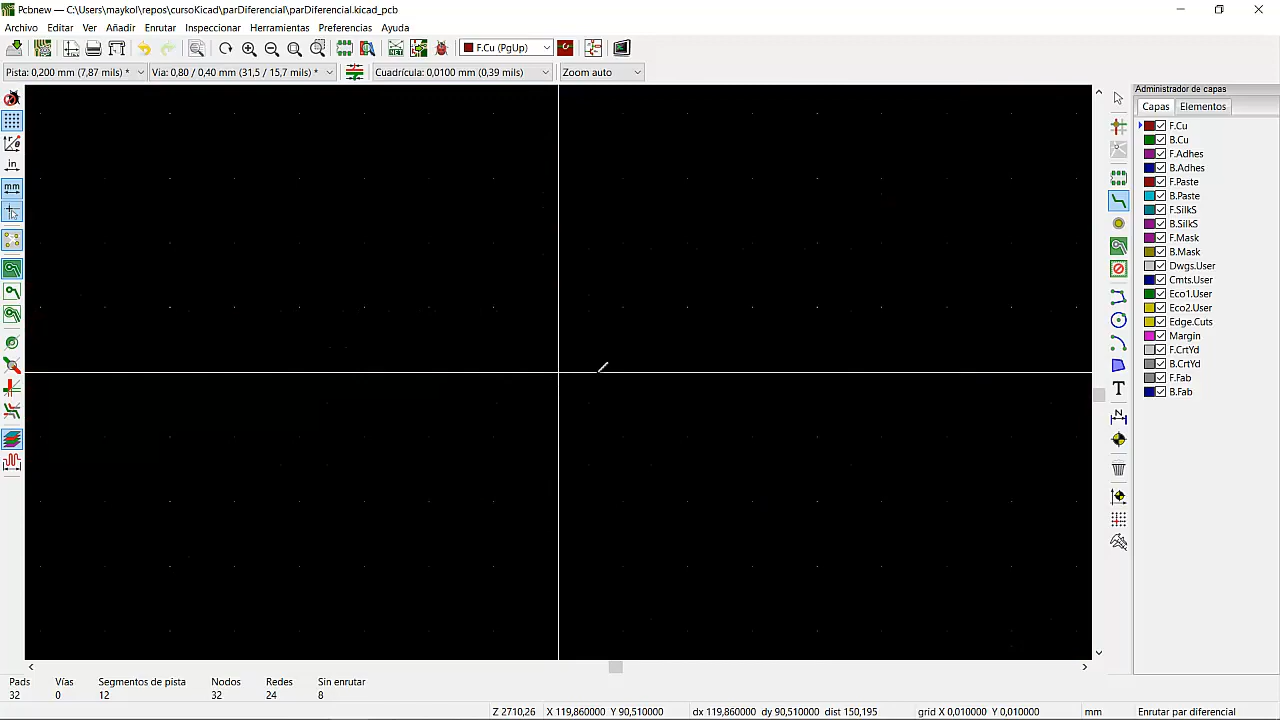 Pcbnew — C:\Users\maykol\repos\cursoKicad\parDiferencial\parDiferencial.kicad_pcb
Archivo Editar Ver Añadir Enrutar Inspeccionar Herramientas Preferencias Ayuda
F.Cu (PgUp)
Pista: 0,200 mm (7.87 mils) * Vía: 0,80 / 0,40 mm (31,5 / 15,7 mils) * Cuadrícula: 0,0100 mm (0,39 mils) Zoom auto
Administrador de capas
Capas Elementos
F.Cu
B.Cu
F.Adhes
B.Adhes
F.Paste
B.Paste
F.SilkS
B.SilkS
F.Mask
B.Mask
Dwgs.User
Cmts.User
Eco1.User
Eco2.User
Edge.Cuts
Margin
F.CrtYd
B.CrtYd
F.Fab
B.Fab
in
mm
T
N
Pads Vías Segmentos de pista Nodos Redes Sin enrutar
32 0 12 32 24 8
Z 2710,26 X 119,860000 Y 90,510000 dx 119,860000 dy 90,510000 dist 150,195 grid X 0,010000 Y 0,010000 mm Enrutar par diferencial